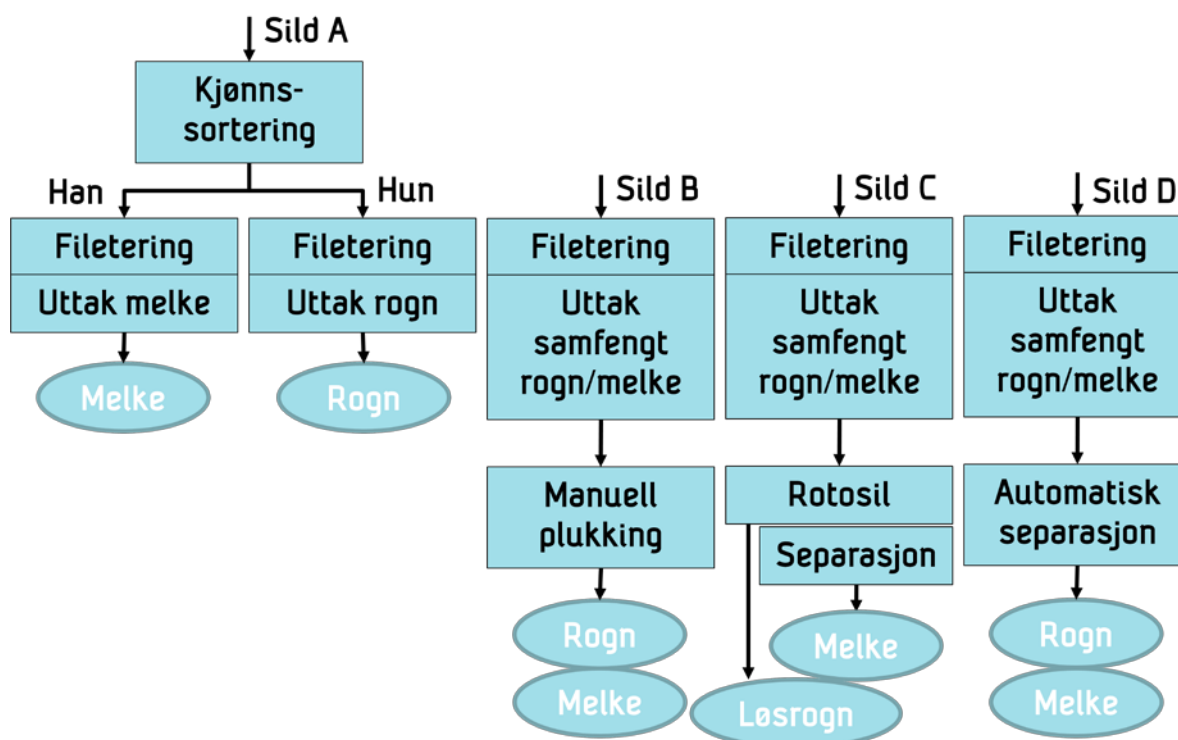 Sild A
Kjønns-
sortering
Han
Hun
Filetering
Uttak melke
Melke
Filetering
Uttak rogn
Rogn
Sild B
Filetering
Uttak
samfengt
rogn/melke
Manuell
plukking
Rogn
Melke
Sild C
Filetering
Uttak
samfengt
rogn/melke
Rotosil
Separasjon
Melke
Løsrogn
Sild D
Filetering
Uttak
samfengt
rogn/melke
Automatisk
separasjon
Rogn
Melke